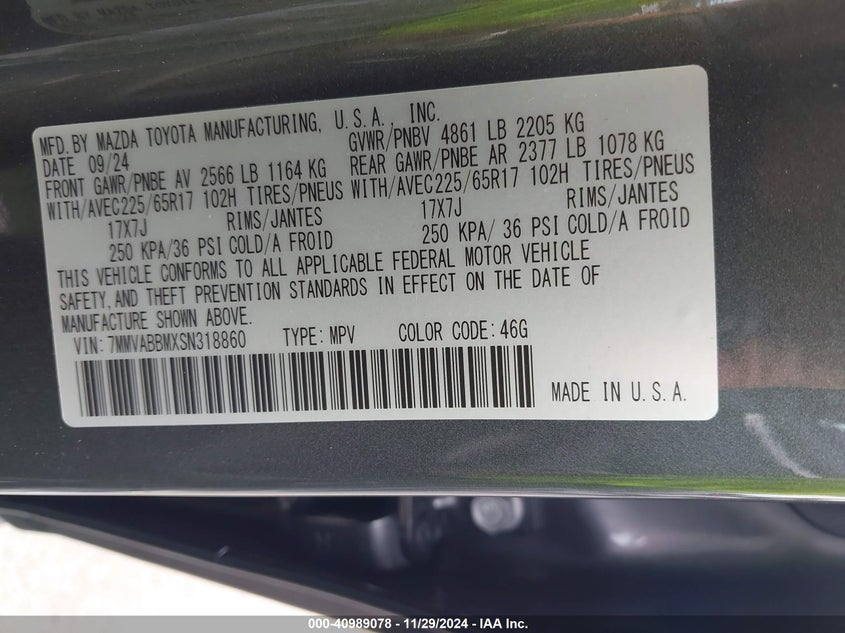 MFD. BY MAZDA TOYOTA MANUFACTURING, U.S.A., INC.
DATE 09/24 GVWR/PNBV 4861 LB 2205 KG
FRONT GAWR/PNBE AV 2566 LB 1164 KG REAR GAWR/PNBE AR 2377 LB 1078 KG
WITH/AVEC225/65R17 102H TIRES/PNEUS WITH/AVEC225/65R17 102H TIRES/PNEUS
17X7J RIMS/JANTES 17X7J RIMS/JANTES
250 KPA/36 PSI COLD/A FROID 250 KPA/ 36 PSI COLD/A FROID
THIS VEHICLE CONFORMS TO ALL APPLICABLE FEDERAL MOTOR VEHICLE
SAFETY, AND THEFT PREVENTION STANDARDS IN EFFECT ON THE DATE OF
MANUFACTURE SHOWN ABOVE.
VIN: 7MMVABBMXSN318860 TYPE: MPV COLOR CODE: 46G
MADE IN U.S.A.
000-40989078 - 11/29/2024 - IAA Inc.